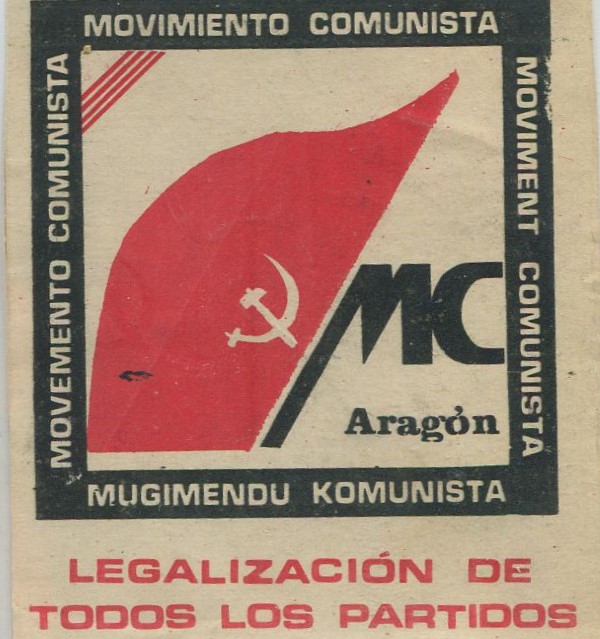 MOVIMIENTO COMUNISTA
MOVEMENTO COMUNISTA
MOVIMENT COMUNISTA
MC
Aragón
MUGIMENDU KOMUNISTA
LEGALIZACIÓN DE
TODOS LOS PARTIDOS